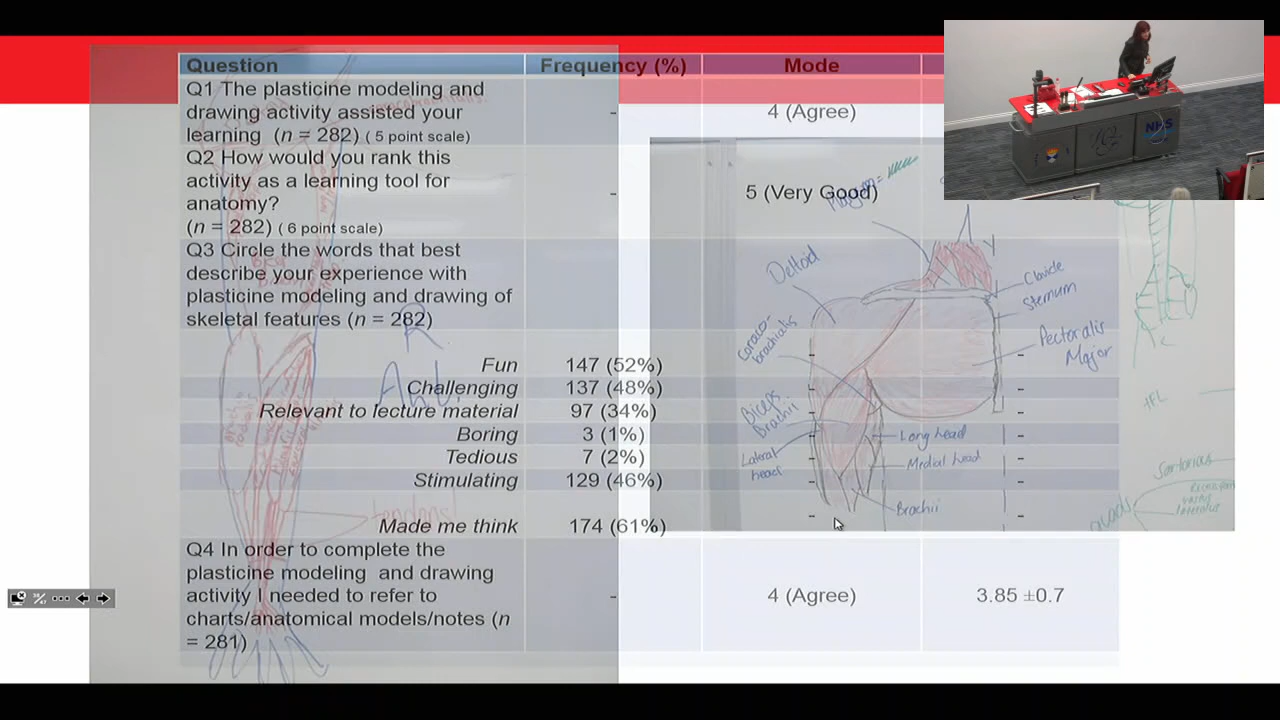 Question Frequency (%) Mode
Q1 The plasticine modeling and
drawing activity assisted your
learning (n = 282) ( 5 point scale)
- 4 (Agree)
Q2 How would you rank this
activity as a learning tool for
anatomy?
(n = 282) ( 6 point scale)
- 5 (Very Good)
Q3 Circle the words that best
describe your experience with
plasticine modeling and drawing of
skeletal features (n = 282)
Fun 147 (52%) - -
Challenging 137 (48%) - -
Relevant to lecture material 97 (34%) - -
Boring 3 (1%) - -
Tedious 7 (2%) - -
Stimulating 129 (46%) - -
Made me think 174 (61%) - -
Q4 In order to complete the
plasticine modeling and drawing
activity I needed to refer to
charts/anatomical models/notes (n
= 281)
- 4 (Agree) 3.85 ±0.7
R
tendons!
Deltoid
Coraco-
brachialis
Biceps
Brachii
Lateral
head
Clavicle
Sternum
Pectoralis
Major
Long head
Medial head
Brachii
HFL
Sartorius
quads
NHS